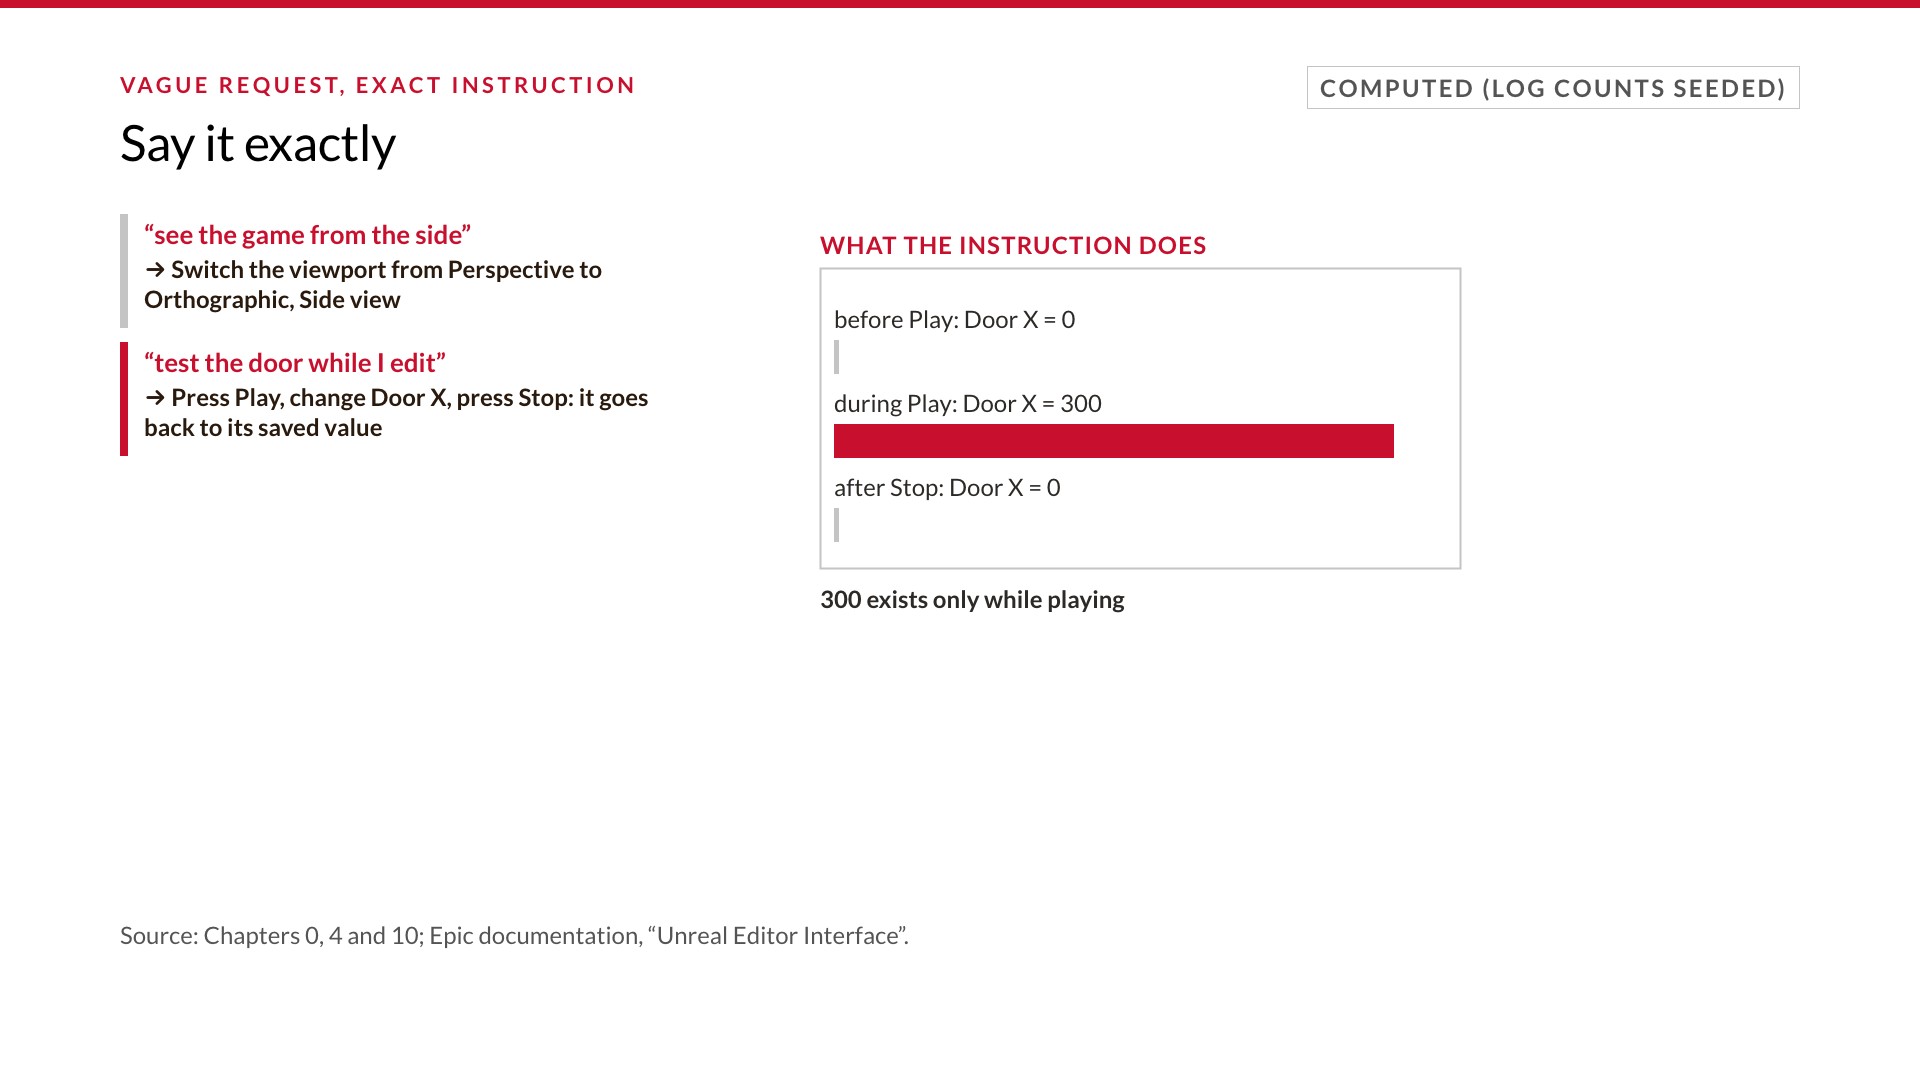 VAGUE REQUEST, EXACT INSTRUCTION
COMPUTED (LOG COUNTS SEEDED)
Say it exactly
“see the game from the side”
→ Switch the viewport from Perspective to
Orthographic, Side view
“test the door while I edit”
→ Press Play, change Door X, press Stop: it goes
back to its saved value
WHAT THE INSTRUCTION DOES
before Play: Door X = 0
during Play: Door X = 300
after Stop: Door X = 0
300 exists only while playing
Source: Chapters 0, 4 and 10; Epic documentation, “Unreal Editor Interface”.